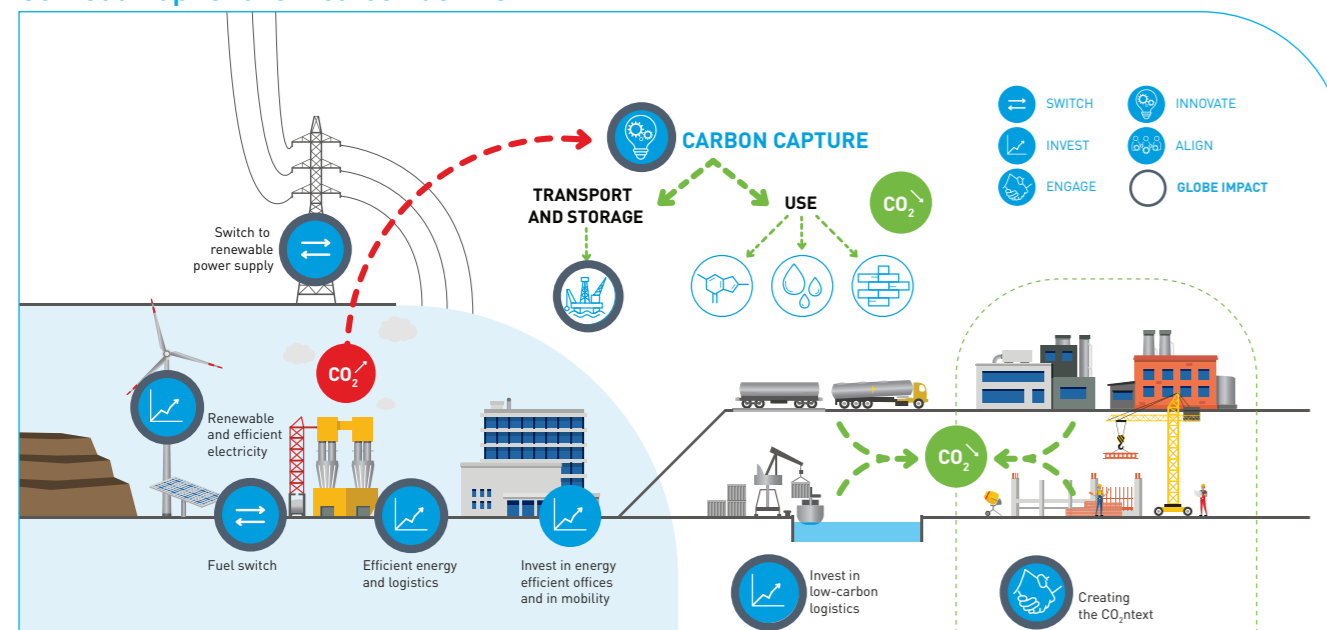 CARBON CAPTURE
TRANSPORT
AND STORAGE
USE
CO2
SWITCH
INVEST
ENGAGE
INNOVATE
ALIGN
GLOBE IMPACT
Switch to
renewable
power supply
CO2
Renewable
and efficient
electricity
Fuel switch
Efficient energy
and logistics
Invest in energy
efficient offices
and in mobility
CO2
Invest in
low-carbon
logistics
Creating
the CO2ntext